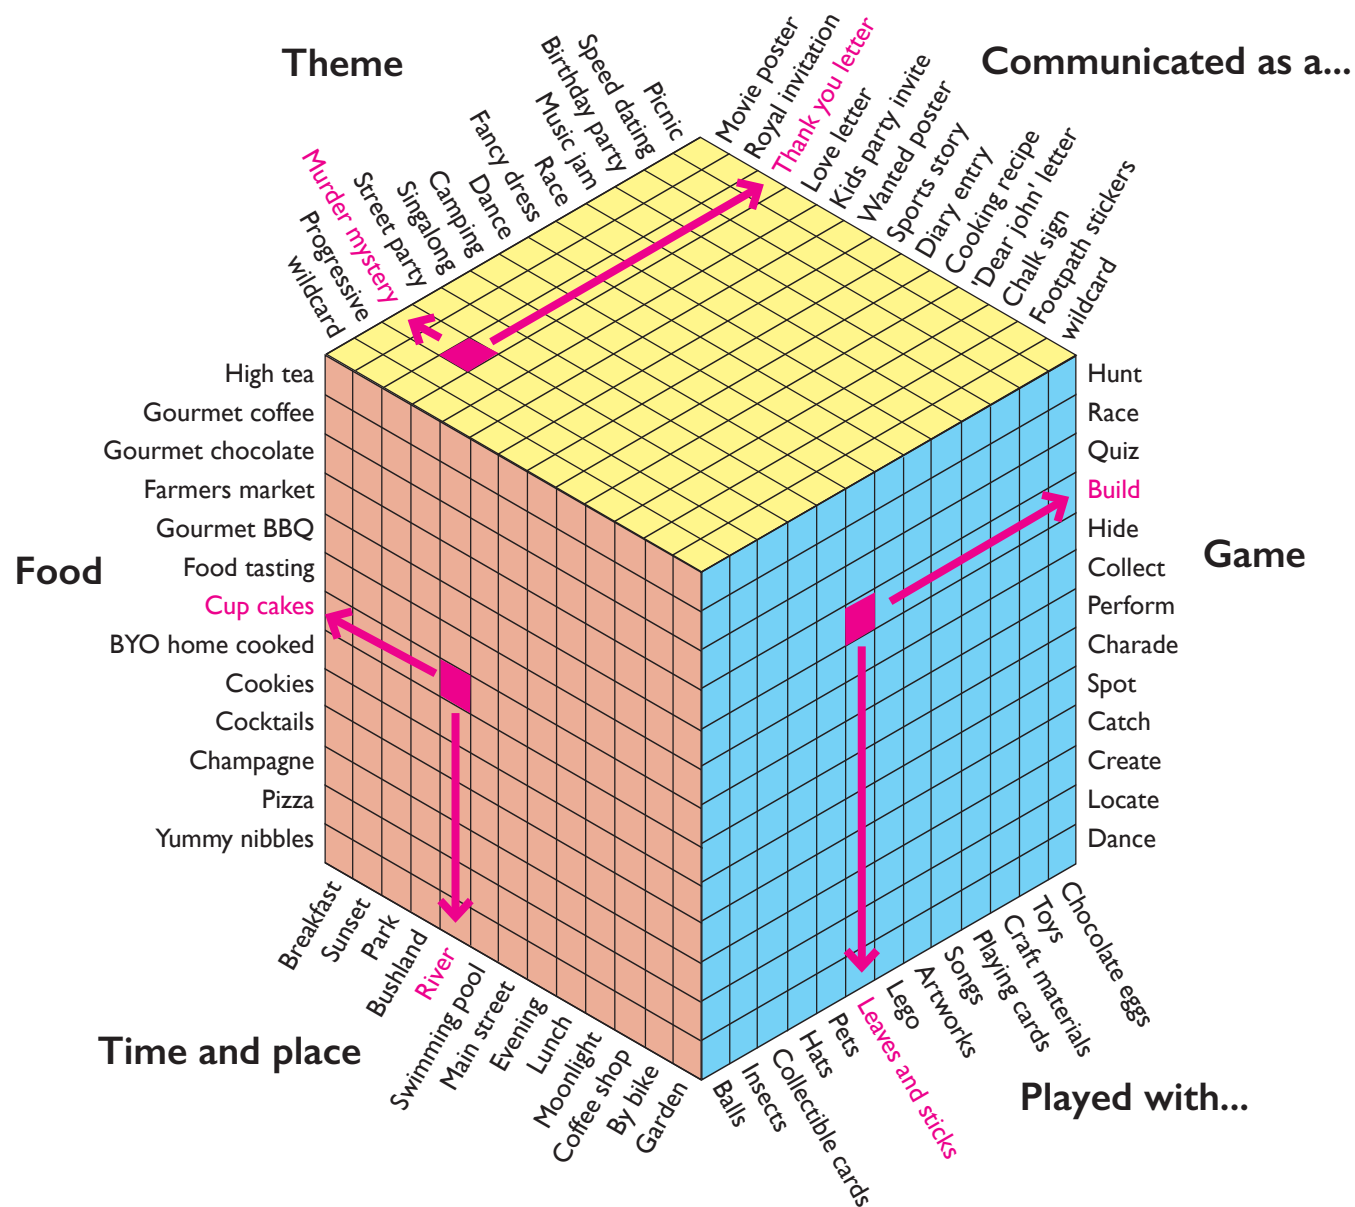 Theme
wildcard
Progressive
Murder mystery
Street party
Singalong
Camping
Dance
Fancy dress
Race
Music jam
Birthday party
Speed dating
Picnic
Communicated as a...
Movie poster
Royal invitation
Thank you letter
Love letter
Kids party invite
Wanted poster
Sports story
Diary entry
Cooking recipe
'Dear john' letter
Chalk sign
Footpath stickers
wildcard
Food
High tea
Gourmet coffee
Gourmet chocolate
Farmers market
Gourmet BBQ
Food tasting
Cup cakes
BYO home cooked
Cookies
Cocktails
Champagne
Pizza
Yummy nibbles
Game
Hunt
Race
Quiz
Build
Hide
Collect
Perform
Charade
Spot
Catch
Create
Locate
Dance
Time and place
Breakfast
Sunset
Park
Bushland
River
Swimming pool
Main street
Evening
Lunch
Moonlight
Coffee shop
By bike
Garden
Played with...
Balls
Insects
Collectible cards
Hats
Pets
Leaves and sticks
Lego
Artworks
Songs
Playing cards
Craft materials
Toys
Chocolate eggs